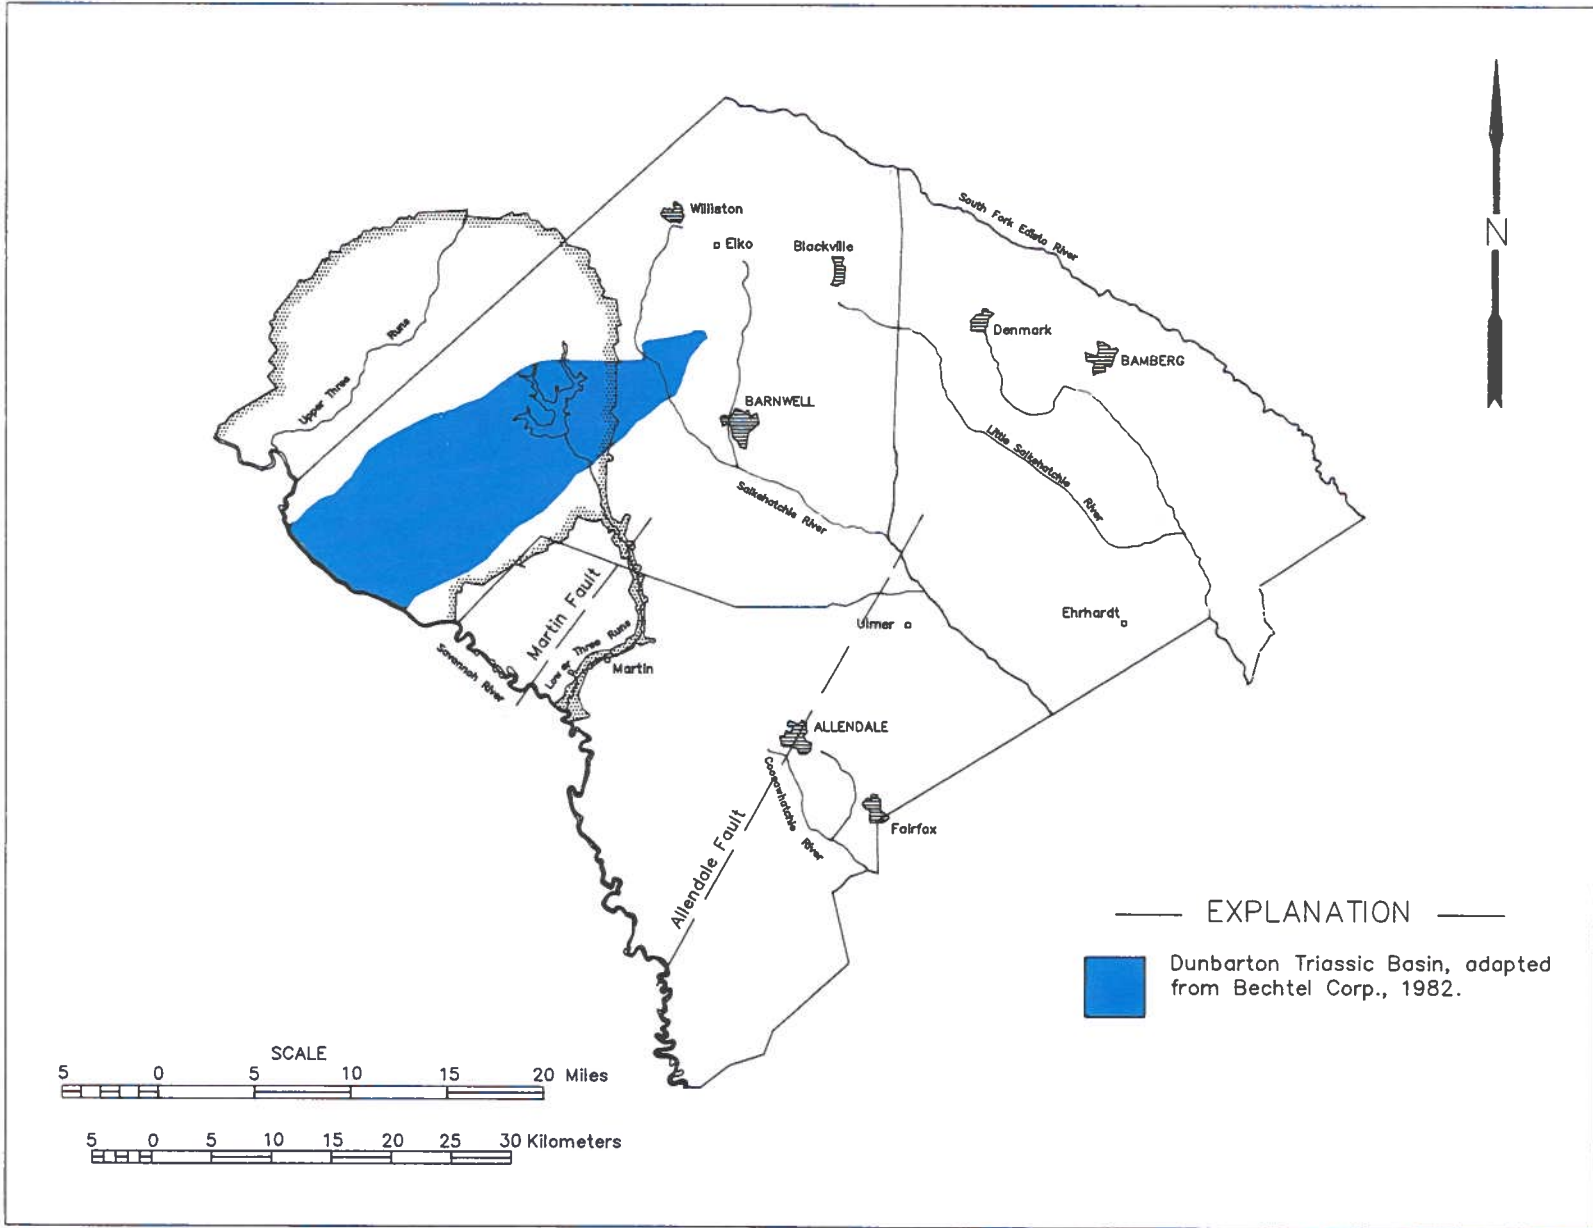 South Fork Edisto River
Williston
Elko
Blackville
Denmark
BAMBERG
N
Upper Three
Runs
BARNWELL
Little Salkehatchie
River
Salkehatchie River
Martin Fault
Ehrhardt
Ulmer
Lower Three Runs
Martin
Savannah River
ALLENDALE
Coosawhatchie
River
Fairfax
Allendale Fault
EXPLANATION
Dunbarton Triassic Basin, adapted
from Bechtel Corp., 1982.
SCALE
5 0 5 10 15 20 Miles
5 0 5 10 15 20 25 30 Kilometers